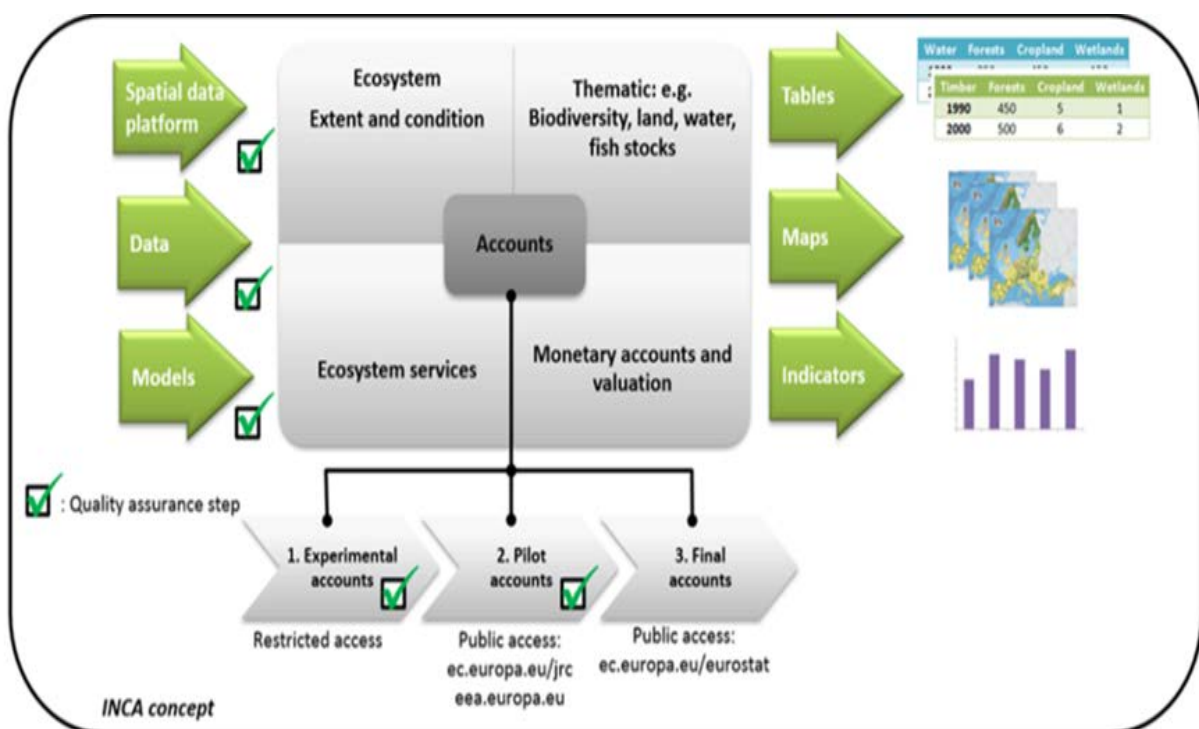 Spatial data
platform
Data
Models
Ecosystem
Extent and condition
Thematic: e.g.
Biodiversity, land, water,
fish stocks
Accounts
Ecosystem services
Monetary accounts and
valuation
Tables
Maps
Indicators
Water Forests Cropland Wetlands
Timber Forests Cropland Wetlands
1990 450 5 1
2000 500 6 2
: Quality assurance step
1. Experimental
accounts
Restricted access
2. Pilot
accounts
Public access:
ec.europa.eu/jrc
eea.europa.eu
3. Final
accounts
Public access:
ec.europa.eu/eurostat
INCA concept